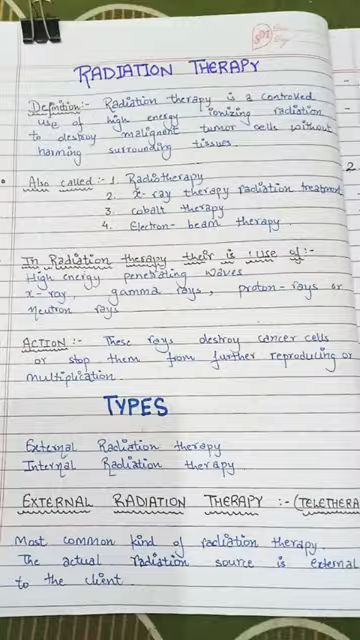 RADIATION THERAPY
Definition:- Radiation therapy is a controlled
use of high energy ionizing radiation
to destroy malignent tumor cells without
harming surrounding tissues.
Also called:- 1. Radiotherapy
2. X-ray therapy radiation treatment
3. cobalt therapy
4. Electron-beam therapy.
In Radiation therapy their is use of:-
High energy penetrating waves
x-ray, gamma rays, proton-rays or
neutron rays
ACTION:- These rays destroy cancer cells
or stop them from further reproducing or
multiplication.
TYPES
External Radiation therapy
Internal Radiation therapy.
EXTERNAL RADIATION THERAPY :- (TELETHERA
Most common kind of radiation therapy.
The actual radiation source is external
to the client.
2